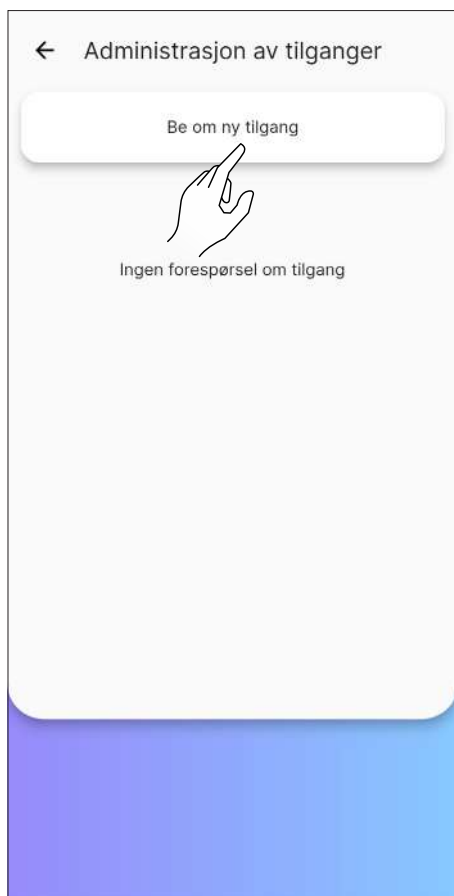 Administrasjon av tilganger
Be om ny tilgang
Ingen forespørsel om tilgang